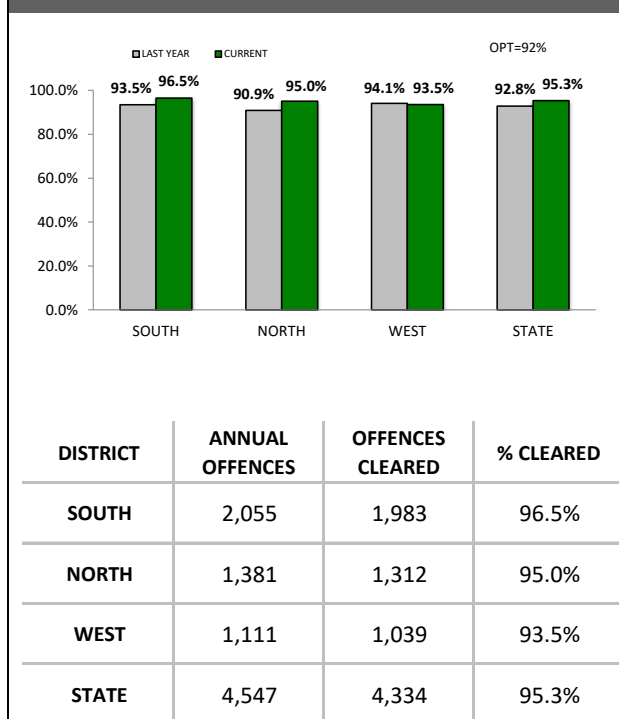 LAST YEAR CURRENT OPT=92%
93.5% 96.5% 90.9% 95.0% 94.1% 93.5% 92.8% 95.3%
100.0%
80.0%
60.0%
40.0%
20.0%
0.0%
SOUTH NORTH WEST STATE
DISTRICT ANNUAL OFFENCES OFFENCES CLEARED % CLEARED
SOUTH 2,055 1,983 96.5%
NORTH 1,381 1,312 95.0%
WEST 1,111 1,039 93.5%
STATE 4,547 4,334 95.3%